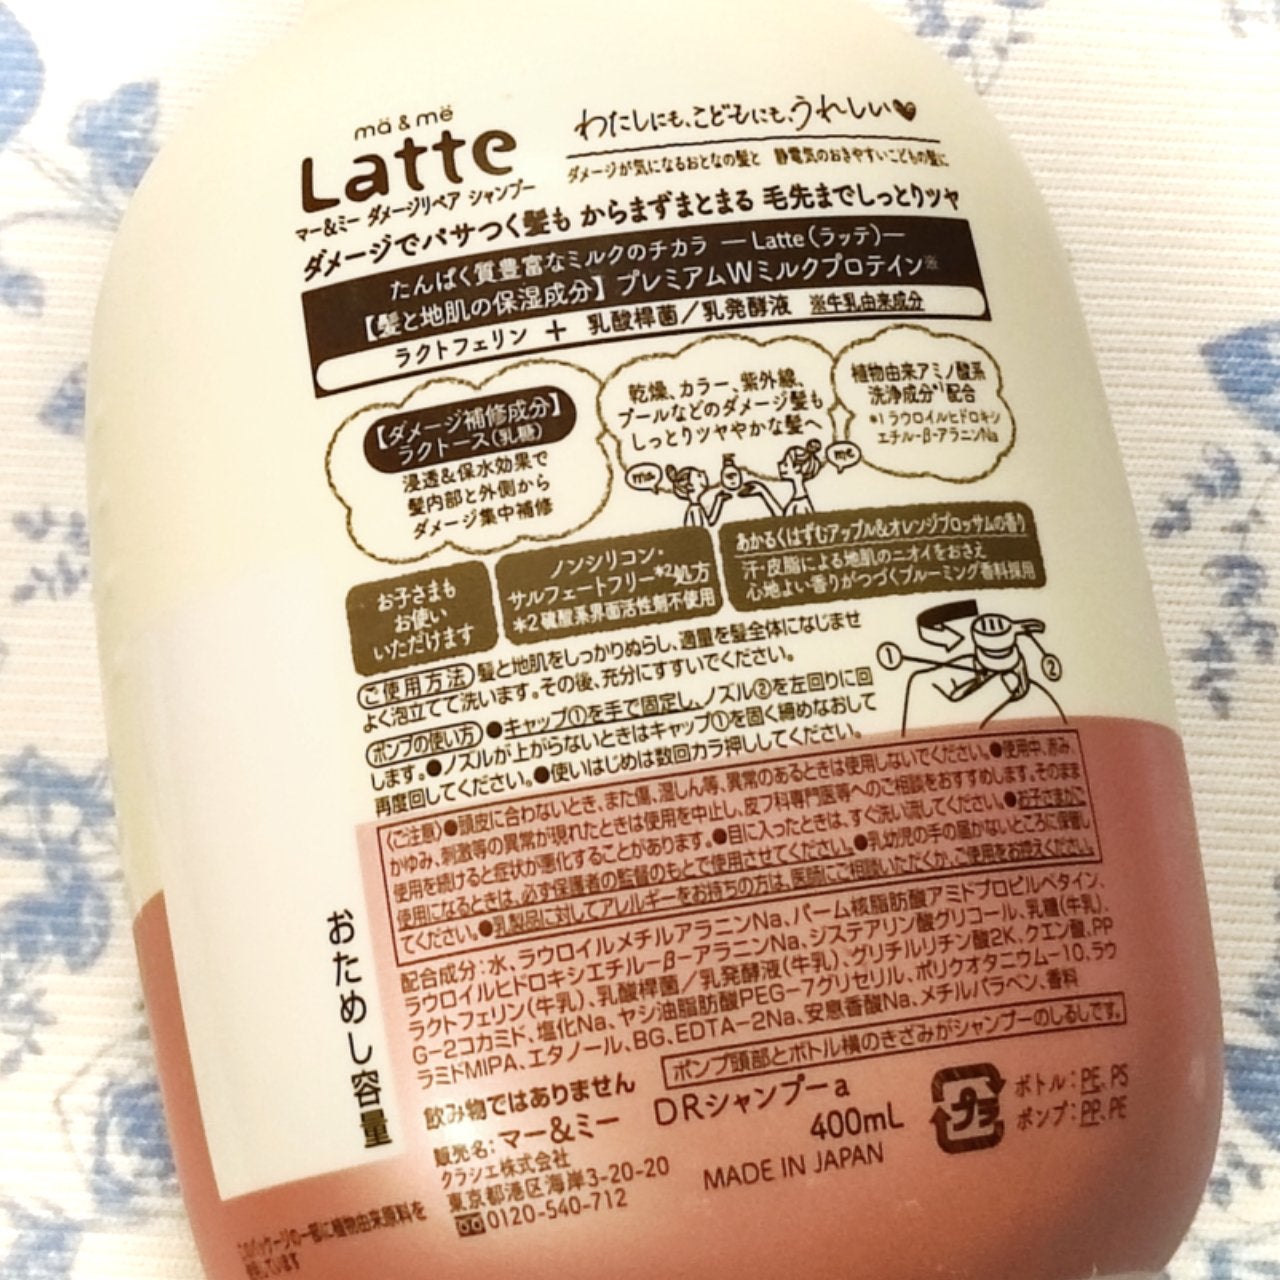 mä & më
Latte
マー&ミー ダメージリペア シャンプー
わたしにも、こどもにも、うれしい
ダメージが気になるおとなの髪と 静電気のおきやすいこどもの髪に
ダメージでパサつく髪も からまずまとまる 毛先までしっとりツヤ
たんぱく質豊富なミルクのチカラ ―Latte(ラッテ)―
【髪と地肌の保湿成分】プレミアムWミルクプロテイン※
ラクトフェリン + 乳酸桿菌/乳発酵液 ※牛乳由来成分
【ダメージ補修成分】
ラクトース(乳糖)
浸透&保水効果で
髪内部と外側から
ダメージ集中補修
乾燥、カラー、紫外線、
プールなどのダメージ髪も
しっとりツヤやかな髪へ
ma
me
植物由来アミノ酸系
洗浄成分*1配合
*1 ラウロイルヒドロキシ
エチル-β-アラニンNa
お子さまも
お使い
いただけます
ノンシリコン・
サルフェートフリー*2処方
*2 硫酸系界面活性剤不使用
あかるくはずむアップル&オレンジブロッサムの香り
汗・皮脂による地肌のニオイをおさえ
心地よい香りがつづくブルーミング香料採用
ご使用方法 髪と地肌をしっかりぬらし、適量を髪全体になじませ
よく泡立てて洗います。その後、充分にすすいでください。
ポンプの使い方 ●キャップ①を手で固定し、ノズル②を左回りに回
します。●ノズルが上がらないときはキャップ①を固く締めなおして
再度回してください。●使いはじめは数回カラ押ししてください。
① ②
〈ご注意〉●頭皮に合わないとき、また傷、湿しん等、異常のあるときは使用しないでください。●使用中、赤み、
かゆみ、刺激等の異常が現れたときは使用を中止し、皮フ科専門医等へのご相談をおすすめします。そのまま
使用を続けると症状が悪化することがあります。●目に入ったときは、すぐ洗い流してください。●お子さまがご
使用になるときは、必ず保護者の監督のもとで使用させてください。●乳幼児の手の届かないところに保管し
てください。●乳製品に対してアレルギーをお持ちの方は、医師にご相談いただくか、ご使用をお控えください。
配合成分:水、ラウロイルメチルアラニンNa、パーム核脂肪酸アミドプロピルベタイン、
ラウロイルヒドロキシエチル-β-アラニンNa、ジステアリン酸グリコール、乳糖(牛乳)、
ラクトフェリン(牛乳)、乳酸桿菌/乳発酵液(牛乳)、グリチルリチン酸2K、クエン酸、PP
G-2コカミド、塩化Na、ヤシ油脂肪酸PEG-7グリセリル、ポリクオタニウム-10、ラウ
ラミドMIPA、エタノール、BG、EDTA-2Na、安息香酸Na、メチルパラベン、香料
ポンプ頭部とボトル横のきざみがシャンプーのしるしです。
飲み物ではありません
販売名:マー&ミー DRシャンプーa
400mL
クラシエ株式会社
東京都港区海岸3-20-20
0120-540-712
MADE IN JAPAN
プラ
ボトル:PE、PS
ポンプ:PP、PE
おためし容量
このパッケージの一部に植物由来原料を
使用しています